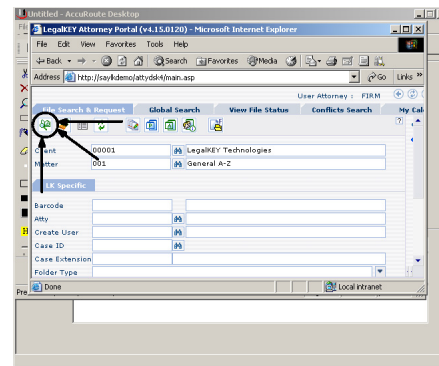 Untitled - AccuRoute Desktop
LegalKEY Attorney Portal (v4.15.0120) - Microsoft Internet Explorer
File Edit View Favorites Tools Help
Back Search Favorites Media
Address http://saylkdemo/attydsk4/main.asp Go Links »
User Attorney : FIRM
File Search & Request Global Search View File Status Conflicts Search My Cal
Client 00001 LegalKEY Technologies
Matter 001 General A-Z
LK Specific
Barcode
Atty
Create User
Case ID
Case Extension
Folder Type
Done Local intranet
Pre